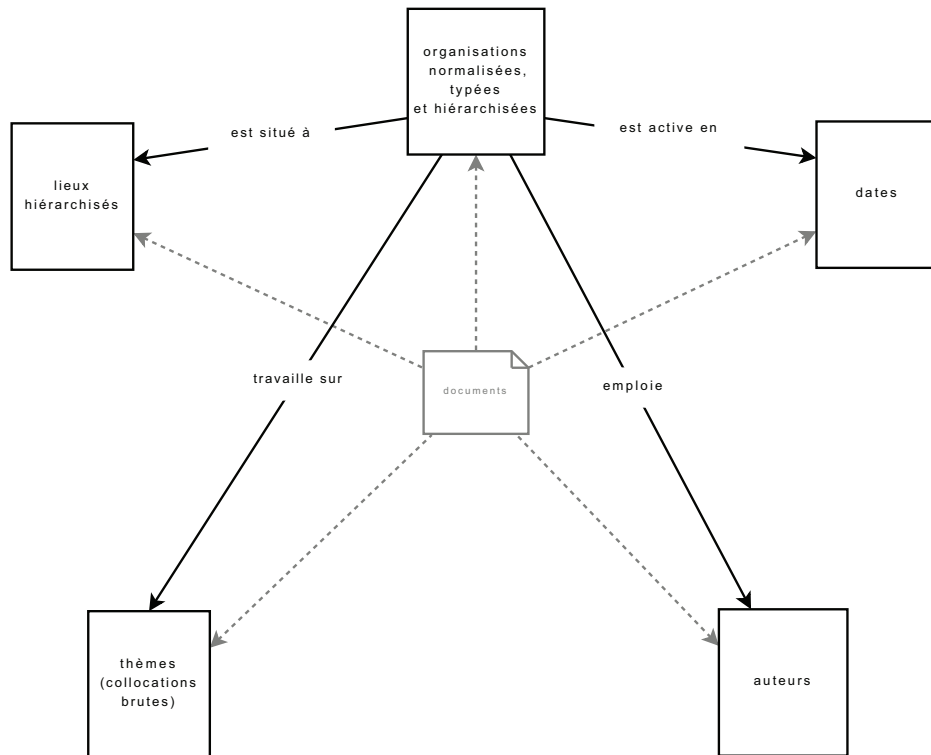 organisations
normalisées,
typées
et hiérarchisées
est situé à
est active en
lieux
hiérarchisés
dates
documents
travaille sur
emploie
thèmes
(collocations
brutes)
auteurs